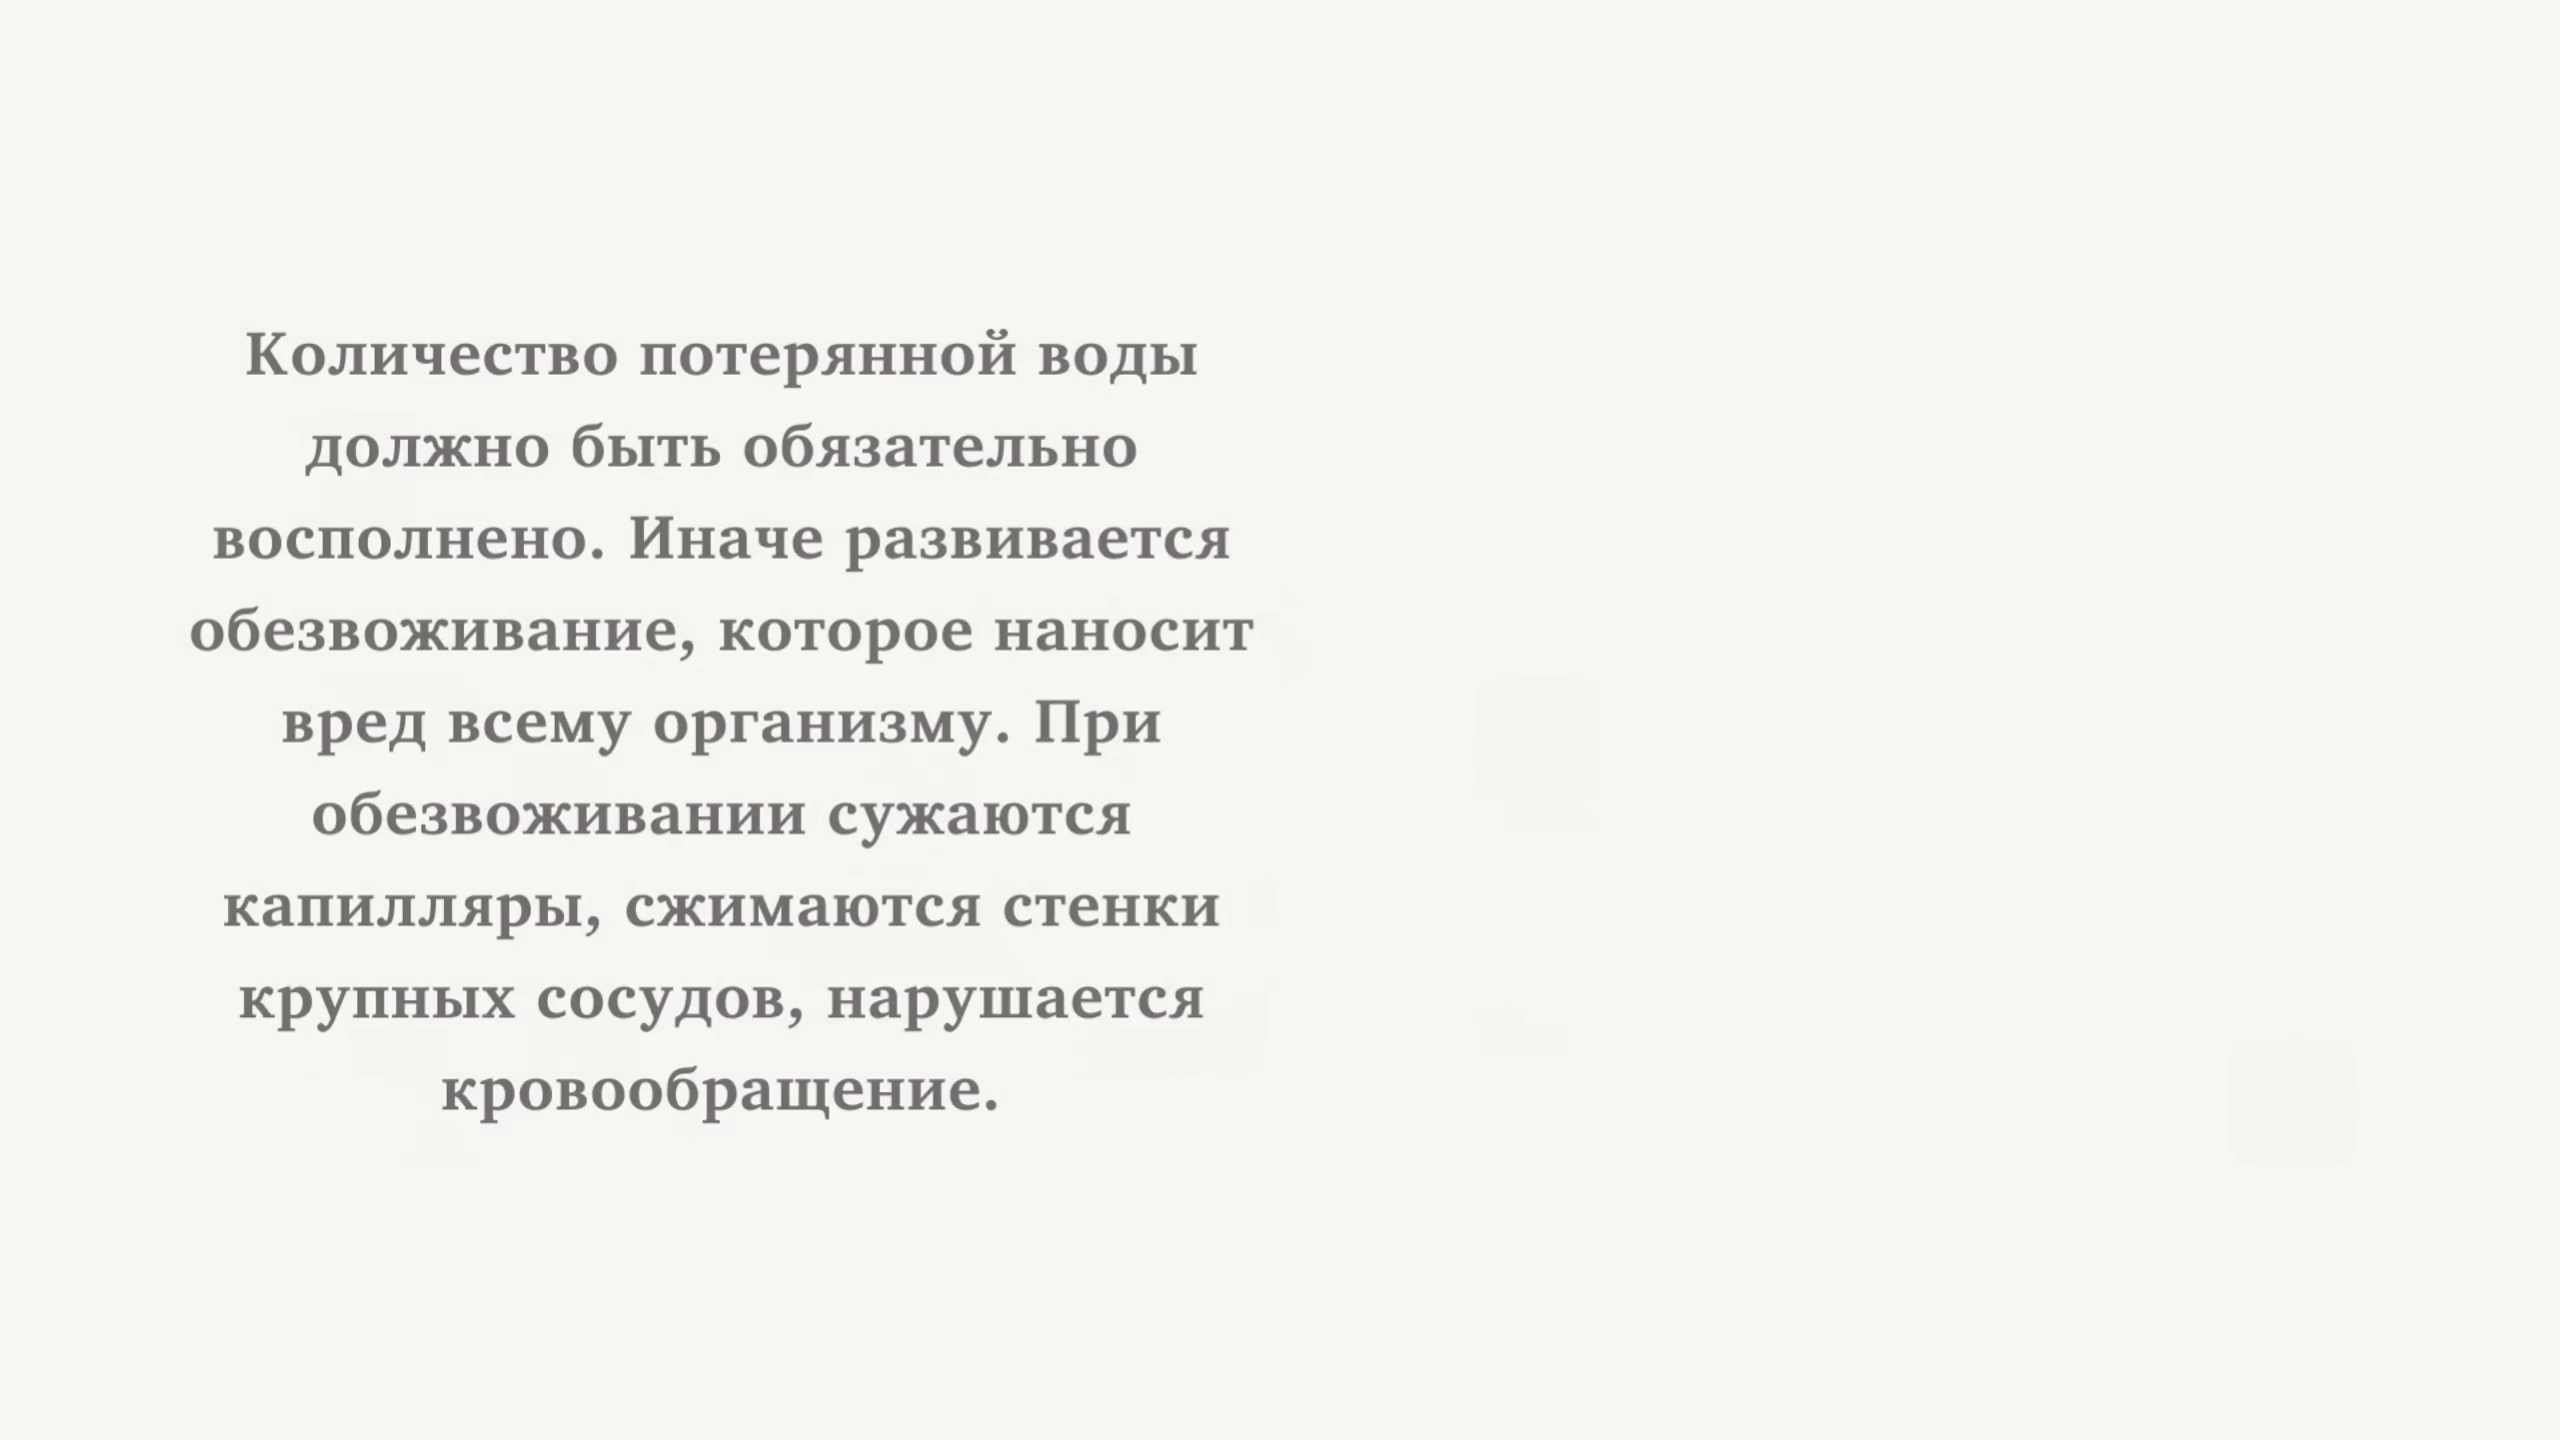 Количество потерянной воды
должно быть обязательно
восполнено. Иначе развивается
обезвоживание, которое наносит
вред всему организму. При
обезвоживании сужаются
капилляры, сжимаются стенки
крупных сосудов, нарушается
кровообращение.